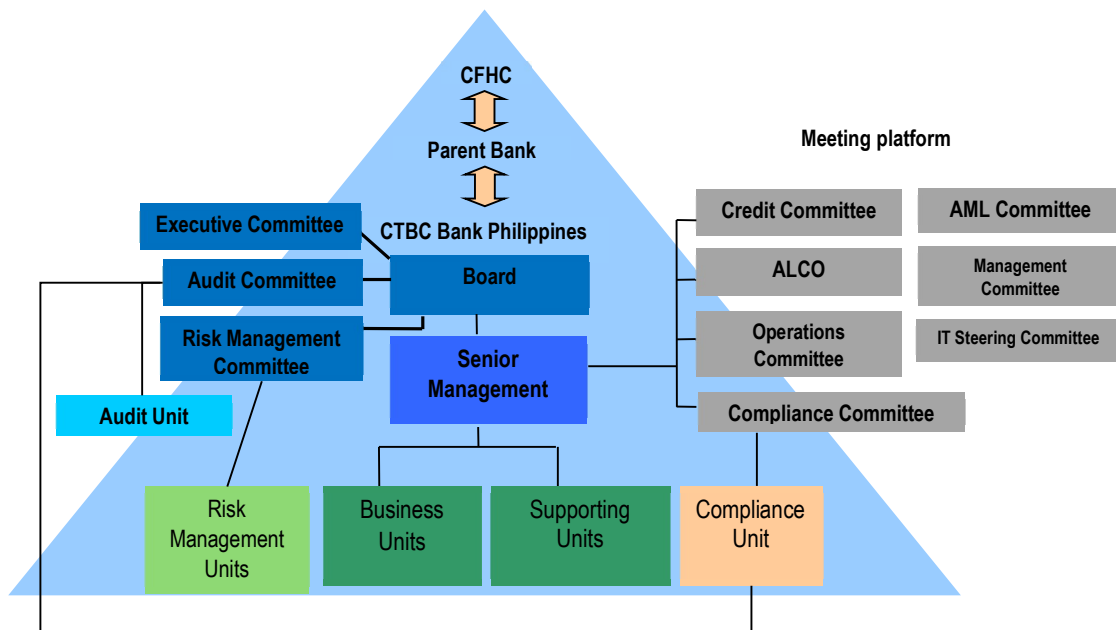 CFHC
Parent Bank
Meeting platform
CTBC Bank Philippines
Executive Committee
Audit Committee
Risk Management
Committee
Board
Senior
Management
Credit Committee
AML Committee
ALCO
Management
Committee
Operations
Committee
IT Steering Committee
Compliance Committee
Audit Unit
Risk
Management
Units
Business
Units
Supporting
Units
Compliance
Unit